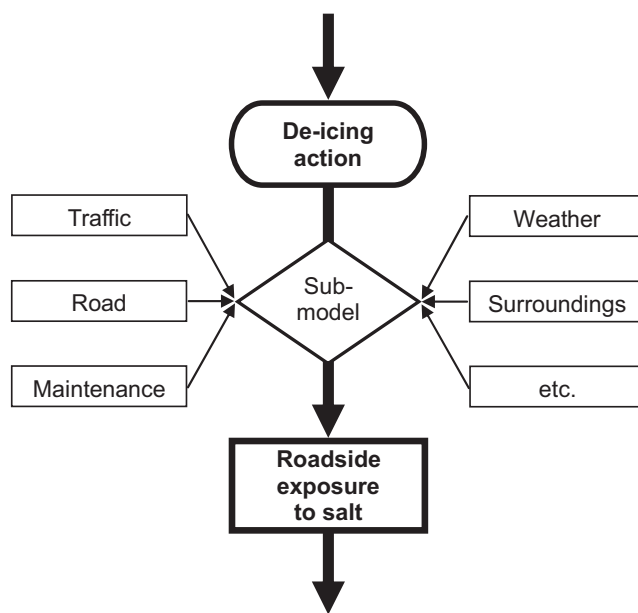 De-icing
action
Traffic
Weather
Sub-
model
Road
Surroundings
Maintenance
etc.
Roadside
exposure
to salt